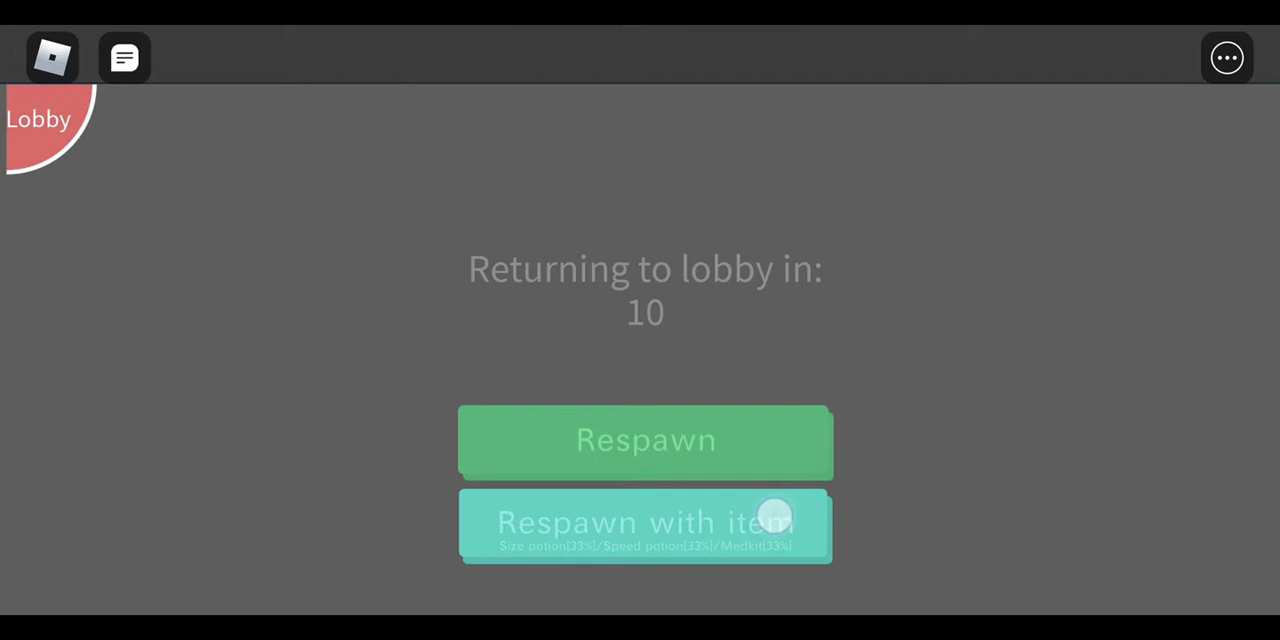 Lobby
Returning to lobby in:
10
Respawn
Respawn with item
Size potion[33%]/Speed potion[33%]/Medkit[33%]